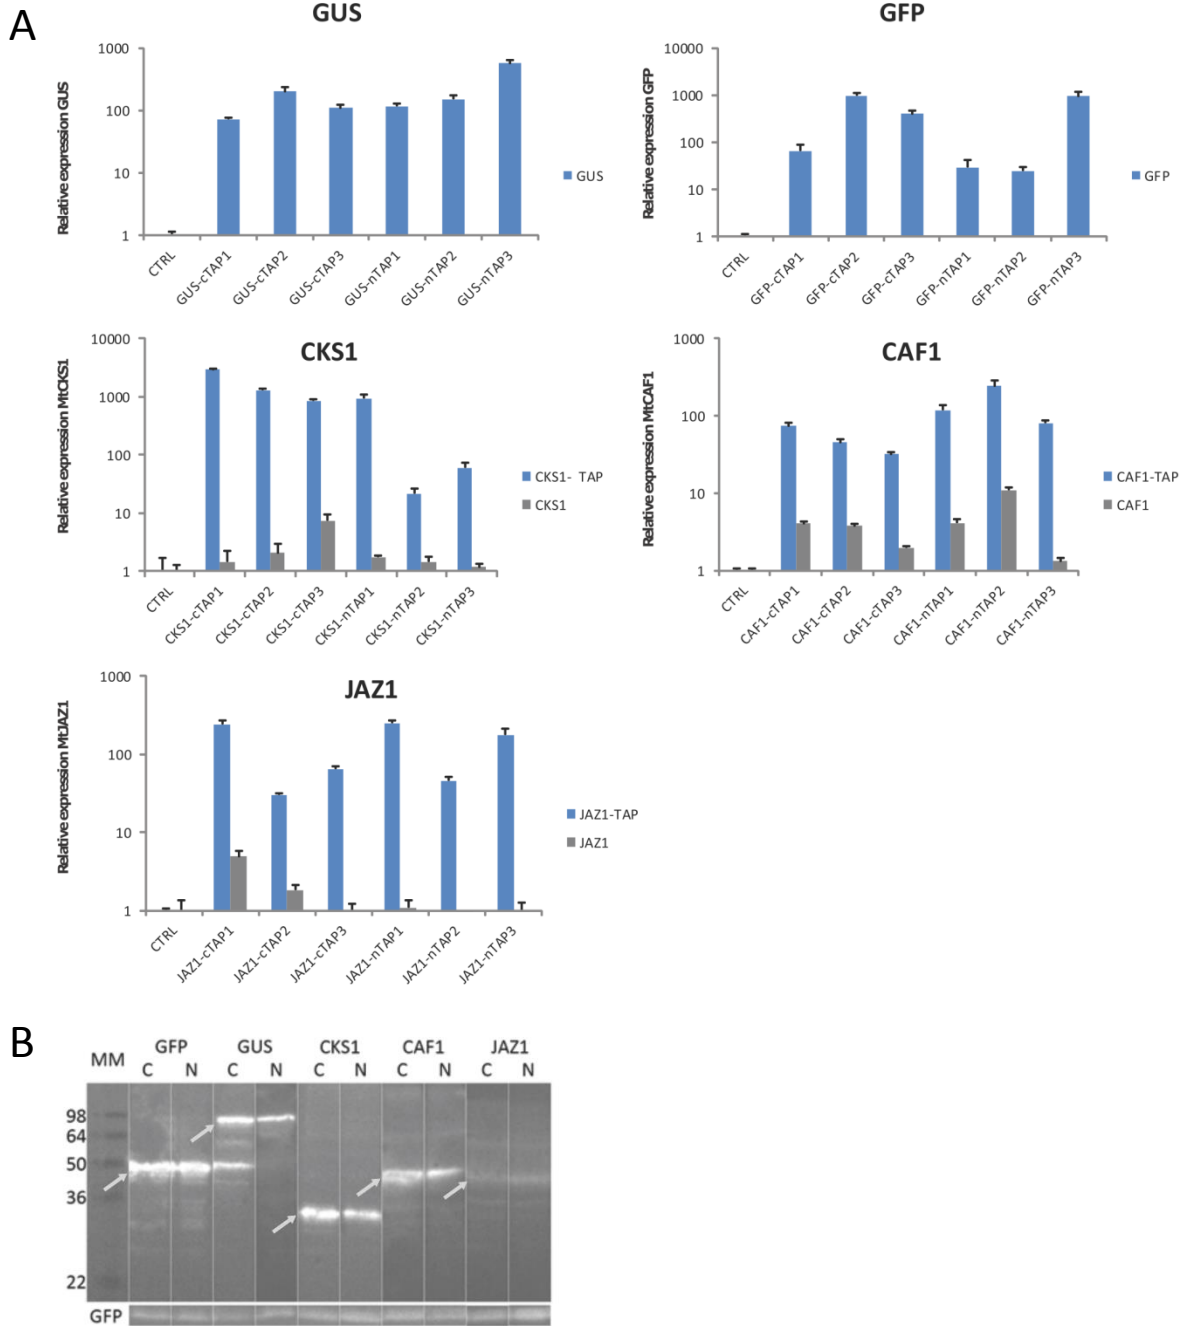 A
GUS
Relative expression GUS
1000
100
10
1
CTRL
GUS-cTAP1
GUS-cTAP2
GUS-cTAP3
GUS-nTAP1
GUS-nTAP2
GUS-nTAP3
GUS
GFP
Relative expression GFP
10000
1000
100
10
1
CTRL
GFP-cTAP1
GFP-cTAP2
GFP-cTAP3
GFP-nTAP1
GFP-nTAP2
GFP-nTAP3
GFP
CKS1
Relative expression MtCKS1
10000
1000
100
10
1
CTRL
CKS1-cTAP1
CKS1-cTAP2
CKS1-cTAP3
CKS1-nTAP1
CKS1-nTAP2
CKS1-nTAP3
CKS1- TAP
CKS1
CAF1
Relative expression MtCAF1
1000
100
10
1
CTRL
CAF1-cTAP1
CAF1-cTAP2
CAF1-cTAP3
CAF1-nTAP1
CAF1-nTAP2
CAF1-nTAP3
CAF1-TAP
CAF1
JAZ1
Relative expression MtJAZ1
1000
100
10
1
CTRL
JAZ1-cTAP1
JAZ1-cTAP2
JAZ1-cTAP3
JAZ1-nTAP1
JAZ1-nTAP2
JAZ1-nTAP3
JAZ1-TAP
JAZ1
B
GFP GUS CKS1 CAF1 JAZ1
MM C N C N C N C N C N
98
64
50
36
22
GFP